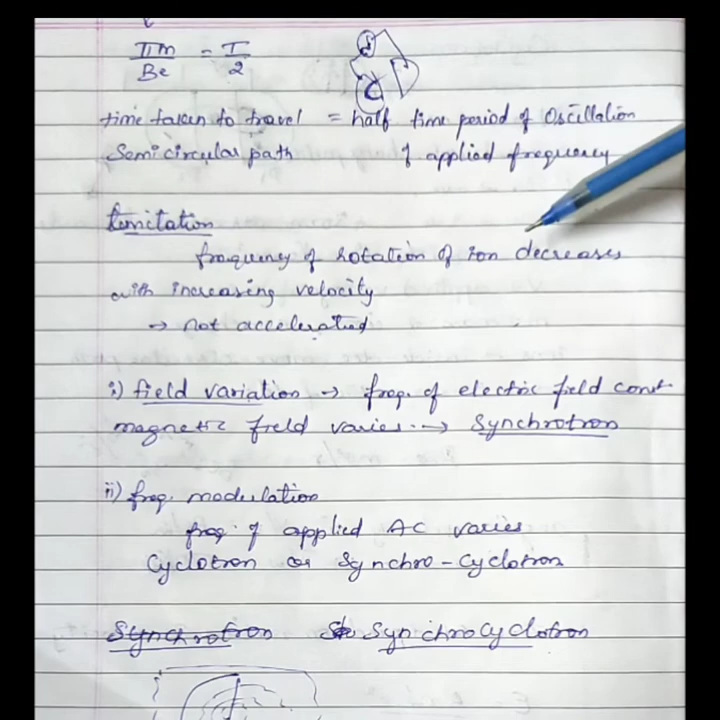 πm/Be = T/2
time taken to travel = half time period of Oscillation
Semicircular path of applied frequency
Limitation
frequency of rotation of ion decreases
with increasing velocity
→ not accelerated
i) field variation → freq. of electric field const.
magnetic field varies. → Synchrotron
ii) freq. modulation
freq. of applied AC varies
Cyclotron or Synchro-Cyclotron
Synchrotron Synchrocyclotron